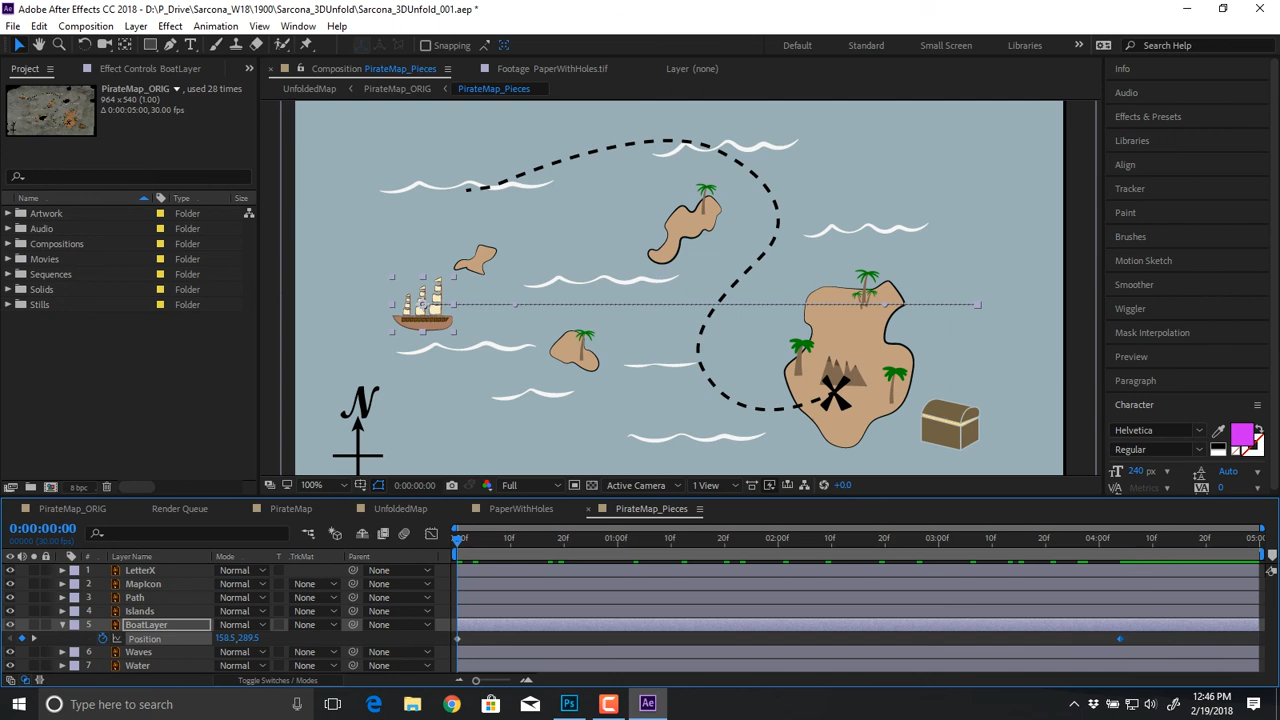 Adobe After Effects CC 2018 - D:\P_Drive\Sarcona_W18\1900\Sarcona_3DUnfold\Sarcona_3DUnfold_001.aep *
File Edit Composition Layer Effect Animation View Window Help
Snapping Default Standard Small Screen Libraries Search Help
Project Effect Controls BoatLayer Composition PirateMap_Pieces Footage PaperWithHoles.tif Layer (none) Info
PirateMap_ORIG , used 28 times UnfoldedMap PirateMap_ORIG PirateMap_Pieces
964 x 540 (1.00)
Δ 0:00:05:00, 30.00 fps
Audio
Effects & Presets
Libraries
Align
Tracker
Paint
Brushes
Smoother
Wiggler
Mask Interpolation
Preview
Paragraph
Character
Name Type Size
Artwork Folder
Audio Folder
Compositions Folder
Movies Folder
Sequences Folder
Solids Folder
Stills Folder
N
X
Helvetica
Regular
240 px Auto
Metrics 0
8 bpc 100% 0:00:00:00 Full Active Camera 1 View +0.0
PirateMap_ORIG Render Queue PirateMap UnfoldedMap PaperWithHoles PirateMap_Pieces
0:00:00:00
00000 (30.00 fps)
10f 20f 01:00f 10f 20f 02:00f 10f 20f 03:00f 10f 20f 04:00f 10f 20f 05:00
# Layer Name Mode T .TrkMat Parent
1 LetterX Normal None
2 MapIcon Normal None None
3 Path Normal None None
4 Islands Normal None None
5 BoatLayer Normal None None
Position 158.5,289.5
6 Waves Normal None None
7 Water Normal None None
Toggle Switches / Modes
Type here to search
12:46 PM
2/19/2018